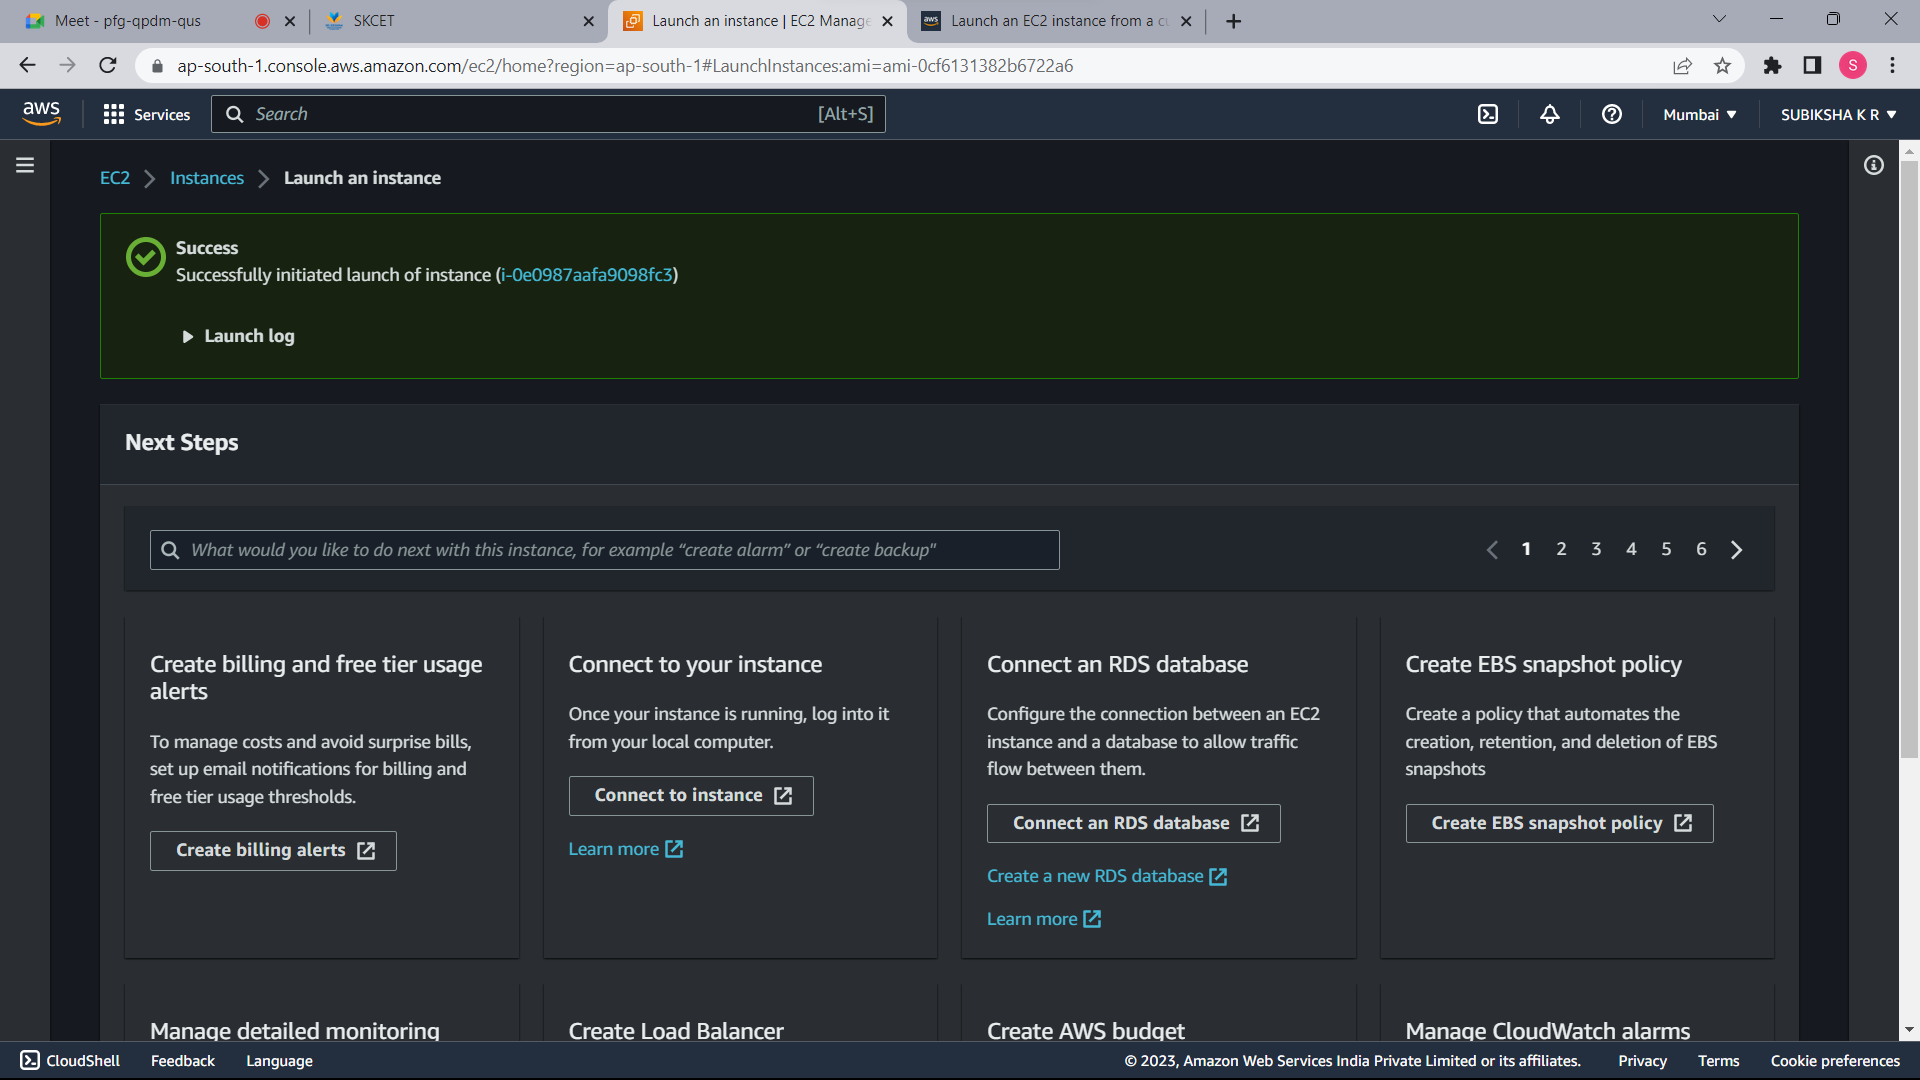 Meet - pfg-qpdm-qus
SKCET
Launch an instance | EC2 Manage
Launch an EC2 instance from a cu
ap-south-1.console.aws.amazon.com/ec2/home?region=ap-south-1#LaunchInstances:ami=ami-0cf6131382b6722a6
S
aws
Services
Search
[Alt+S]
Mumbai
SUBIKSHA K R
EC2
Instances
Launch an instance
Success
Successfully initiated launch of instance (i-0e0987aafa9098fc3)
Launch log
Next Steps
What would you like to do next with this instance, for example “create alarm” or “create backup"
1 2 3 4 5 6
Create billing and free tier usage
alerts
To manage costs and avoid surprise bills,
set up email notifications for billing and
free tier usage thresholds.
Create billing alerts
Connect to your instance
Once your instance is running, log into it
from your local computer.
Connect to instance
Learn more
Connect an RDS database
Configure the connection between an EC2
instance and a database to allow traffic
flow between them.
Connect an RDS database
Create a new RDS database
Learn more
Create EBS snapshot policy
Create a policy that automates the
creation, retention, and deletion of EBS
snapshots
Create EBS snapshot policy
Manage detailed monitoring
Create Load Balancer
Create AWS budget
Manage CloudWatch alarms
CloudShell
Feedback
Language
© 2023, Amazon Web Services India Private Limited or its affiliates.
Privacy
Terms
Cookie preferences